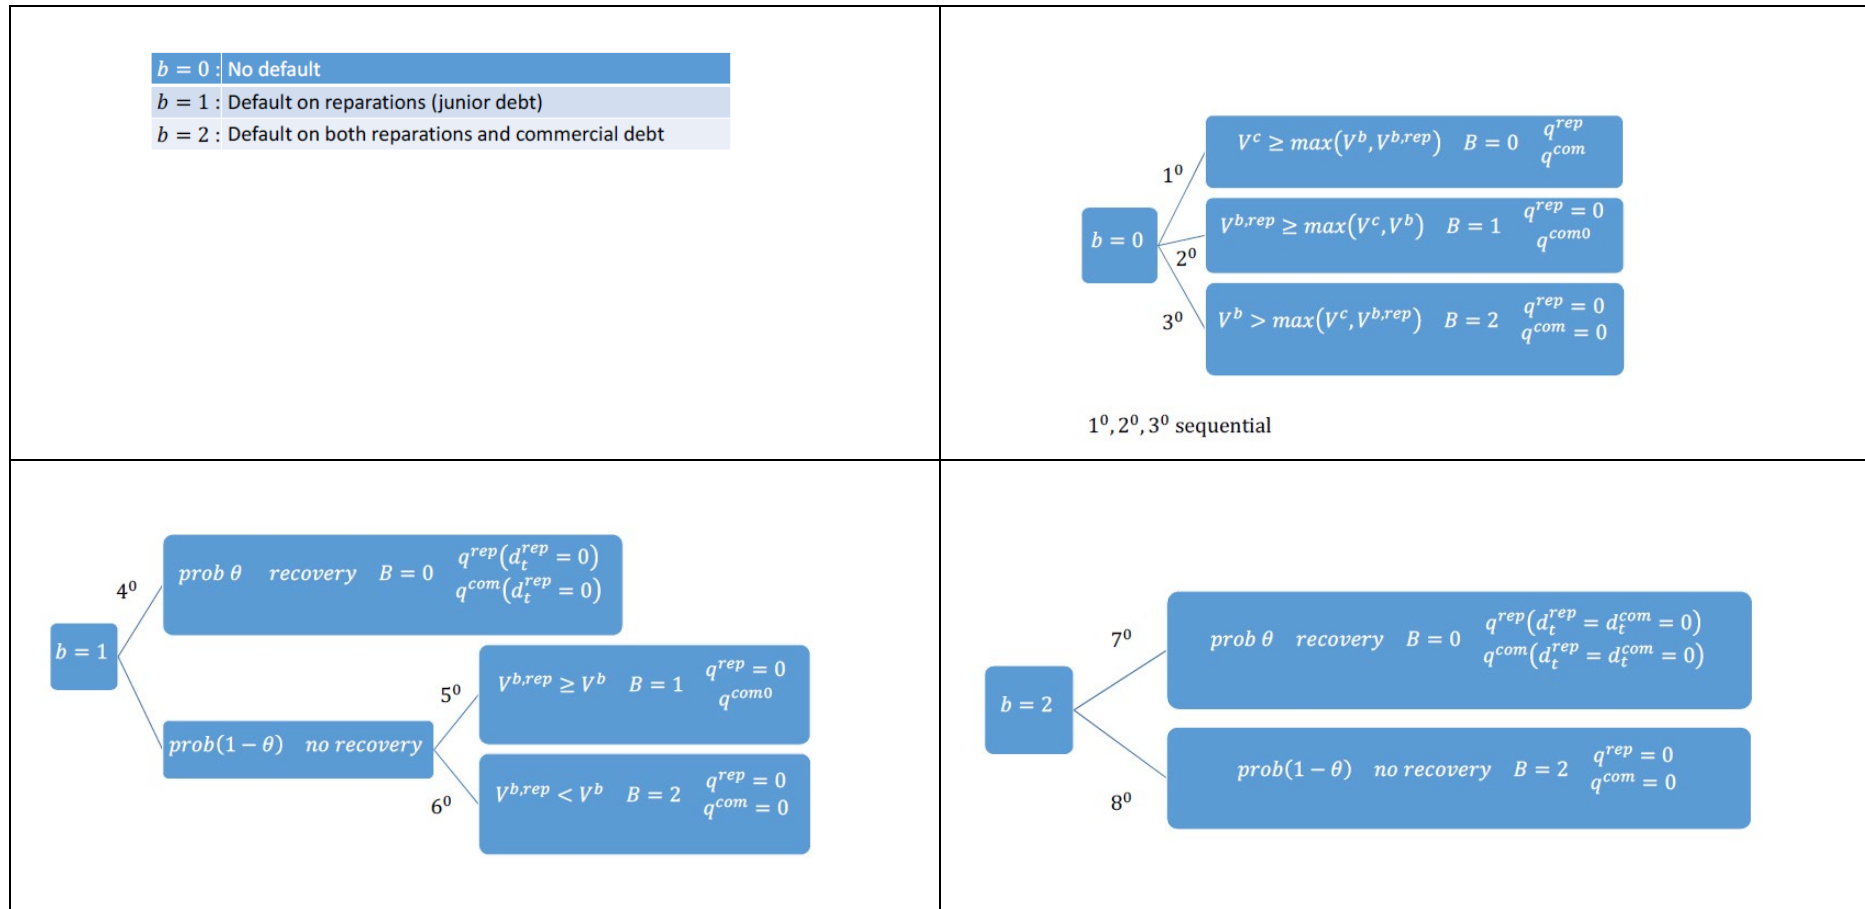 b = 0 : No default
b = 1 : Default on reparations (junior debt)
b = 2 : Default on both reparations and commercial debt
b = 0
1⁰
V^c ≥ max(V^b, V^{b,rep}) B = 0 q^{rep} q^{com}
2⁰
V^{b,rep} ≥ max(V^c, V^b) B = 1 q^{rep} = 0 q^{com0}
3⁰
V^b > max(V^c, V^{b,rep}) B = 2 q^{rep} = 0 q^{com} = 0
1⁰, 2⁰, 3⁰ sequential
b = 1
4⁰
prob θ recovery B = 0 q^{rep}(d_t^{rep} = 0) q^{com}(d_t^{rep} = 0)
prob(1 − θ) no recovery
5⁰
V^{b,rep} ≥ V^b B = 1 q^{rep} = 0 q^{com0}
6⁰
V^{b,rep} < V^b B = 2 q^{rep} = 0 q^{com} = 0
b = 2
7⁰
prob θ recovery B = 0 q^{rep}(d_t^{rep} = d_t^{com} = 0) q^{com}(d_t^{rep} = d_t^{com} = 0)
8⁰
prob(1 − θ) no recovery B = 2 q^{rep} = 0 q^{com} = 0